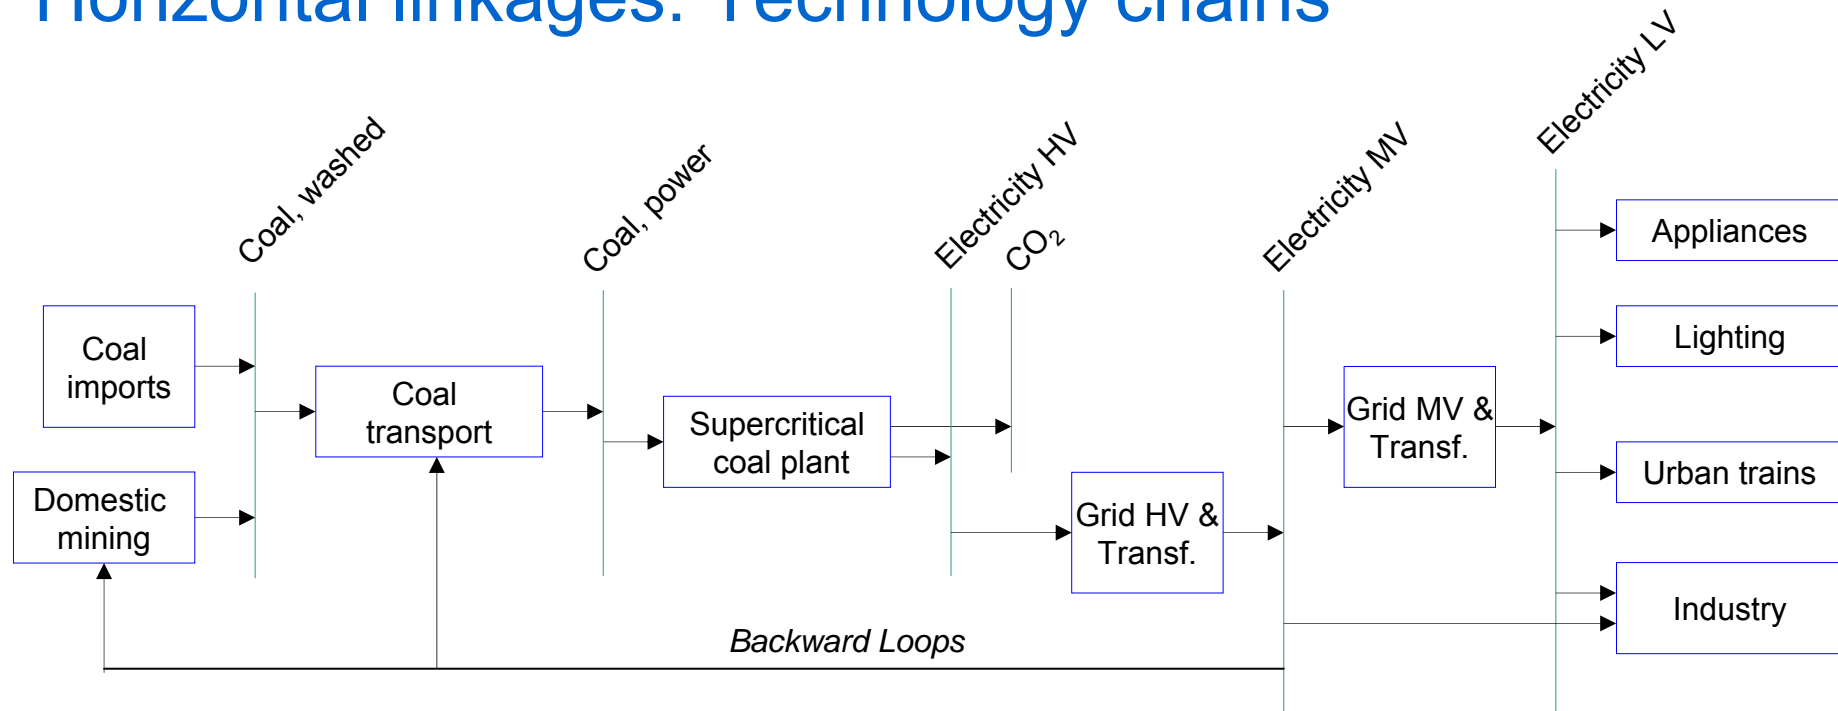 Horizontal linkages: Technology chains
Coal, washed
Coal, power
Electricity HV
CO₂
Electricity MV
Electricity LV
Coal
imports
Domestic
mining
Coal
transport
Supercritical
coal plant
Grid HV &
Transf.
Grid MV &
Transf.
Appliances
Lighting
Urban trains
Industry
Backward Loops